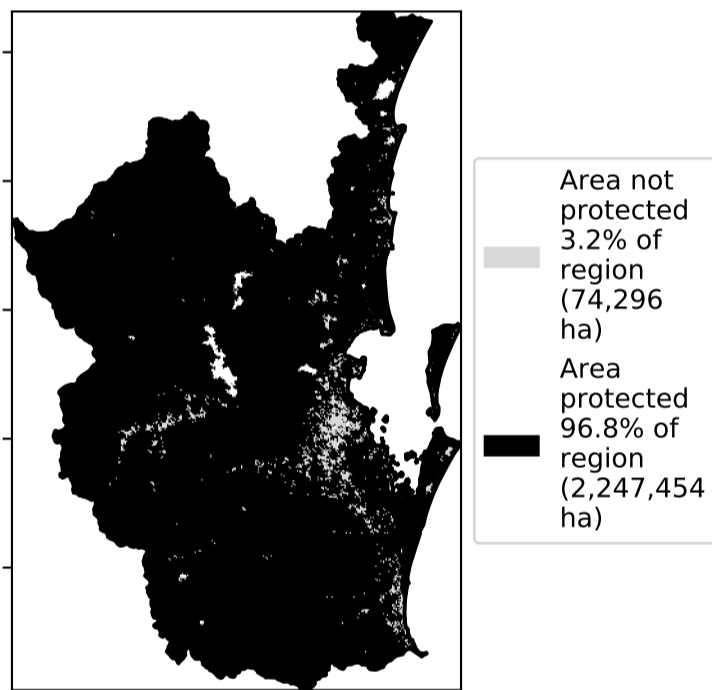 Area not
protected
3.2% of
region
(74,296
ha)
Area
protected
96.8% of
region
(2,247,454
ha)